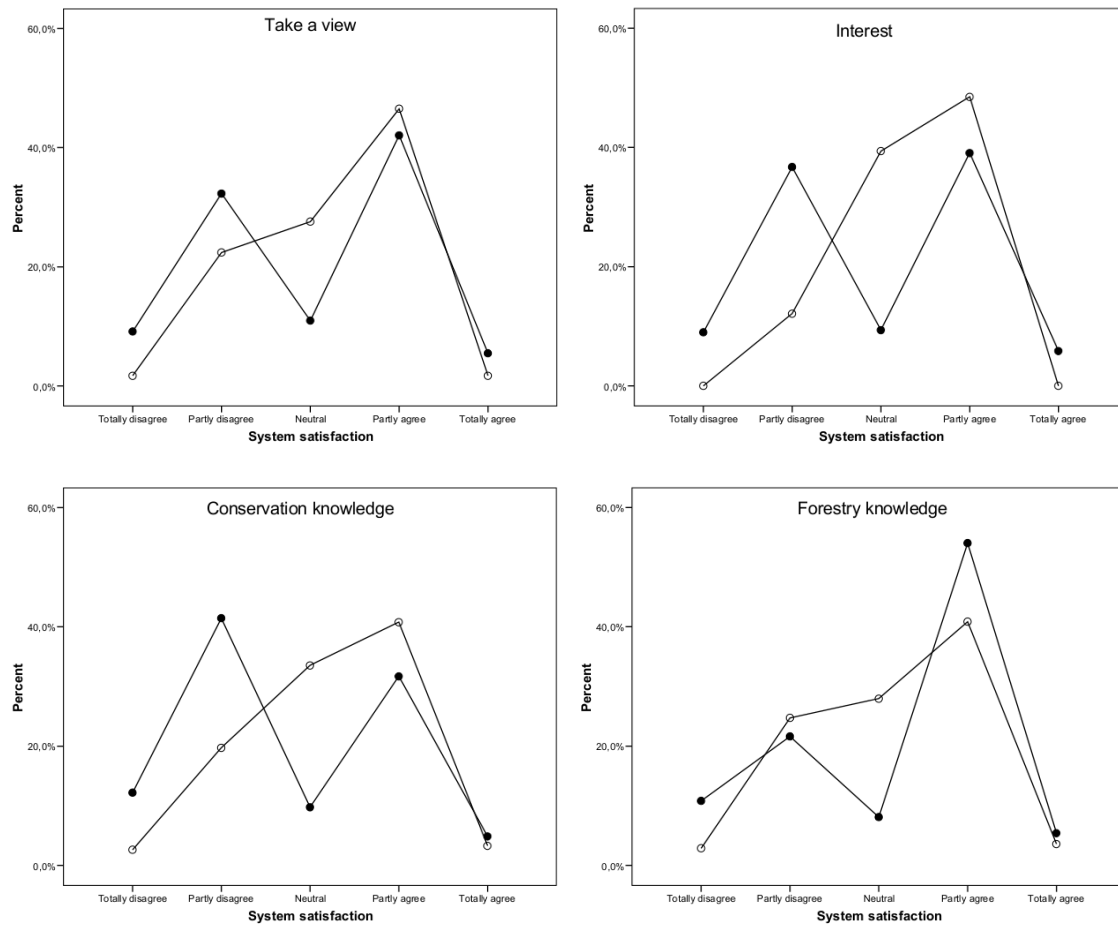 Take a view
60,0%
40,0%
20,0%
0,0%
Percent
Totally disagree Partly disagree Neutral Partly agree Totally agree
System satisfaction
Interest
60,0%
40,0%
20,0%
0,0%
Percent
Totally disagree Partly disagree Neutral Partly agree Totally agree
System satisfaction
Conservation knowledge
60,0%
40,0%
20,0%
0,0%
Percent
Totally disagree Partly disagree Neutral Partly agree Totally agree
System satisfaction
Forestry knowledge
60,0%
40,0%
20,0%
0,0%
Percent
Totally disagree Partly disagree Neutral Partly agree Totally agree
System satisfaction